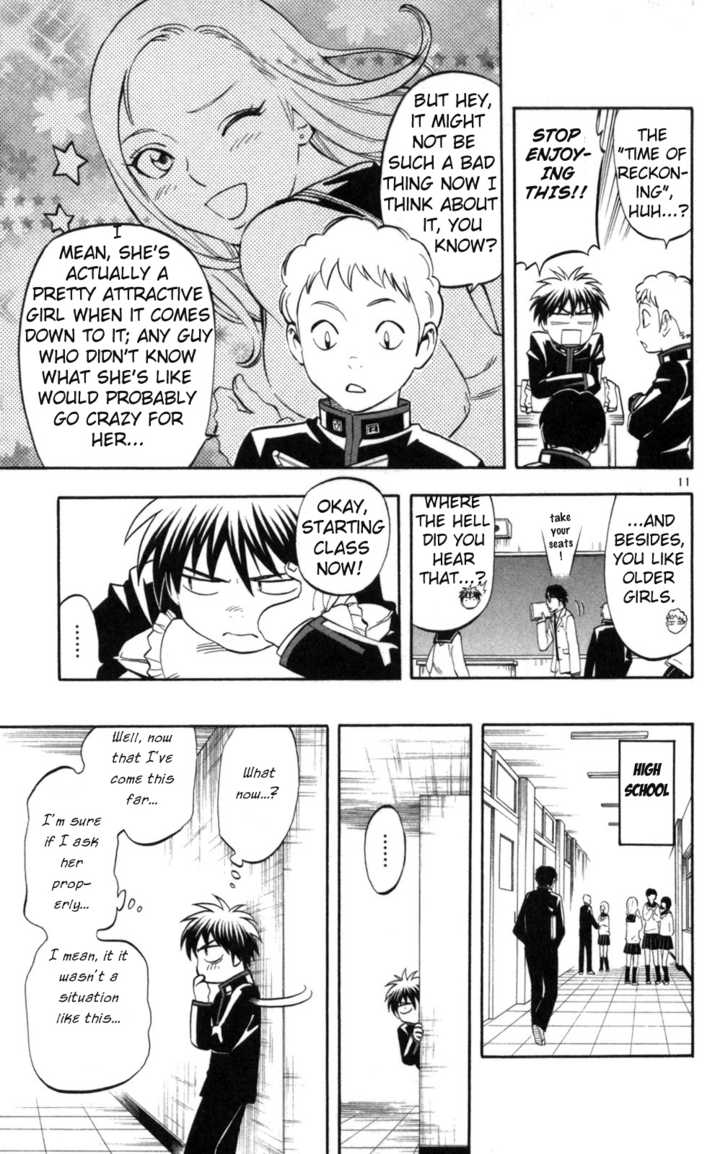 THE
"TIME OF
RECKON-
ING",
HUH...?
STOP
ENJOY-
ING
THIS!!
BUT HEY,
IT MIGHT
NOT BE
SUCH A BAD
THING NOW I
THINK ABOUT
IT, YOU
KNOW?
I
MEAN, SHE'S
ACTUALLY A
PRETTY ATTRACTIVE
GIRL WHEN IT COMES
DOWN TO IT; ANY GUY
WHO DIDN'T KNOW
WHAT SHE'S LIKE
WOULD PROBABLY
GO CRAZY FOR
HER...
11
...AND
BESIDES,
YOU LIKE
OLDER
GIRLS.
take
your
seats
!
WHERE
THE HELL
DID YOU
HEAR
THAT...?
OKAY,
STARTING
CLASS
NOW!
........
HIGH
SCHOOL
......
What
now...?
Well, now
that I've
come this
far...
I'm sure
if I ask
her
prop-
erly...
I mean, it it
wasn't a
situation
like this...